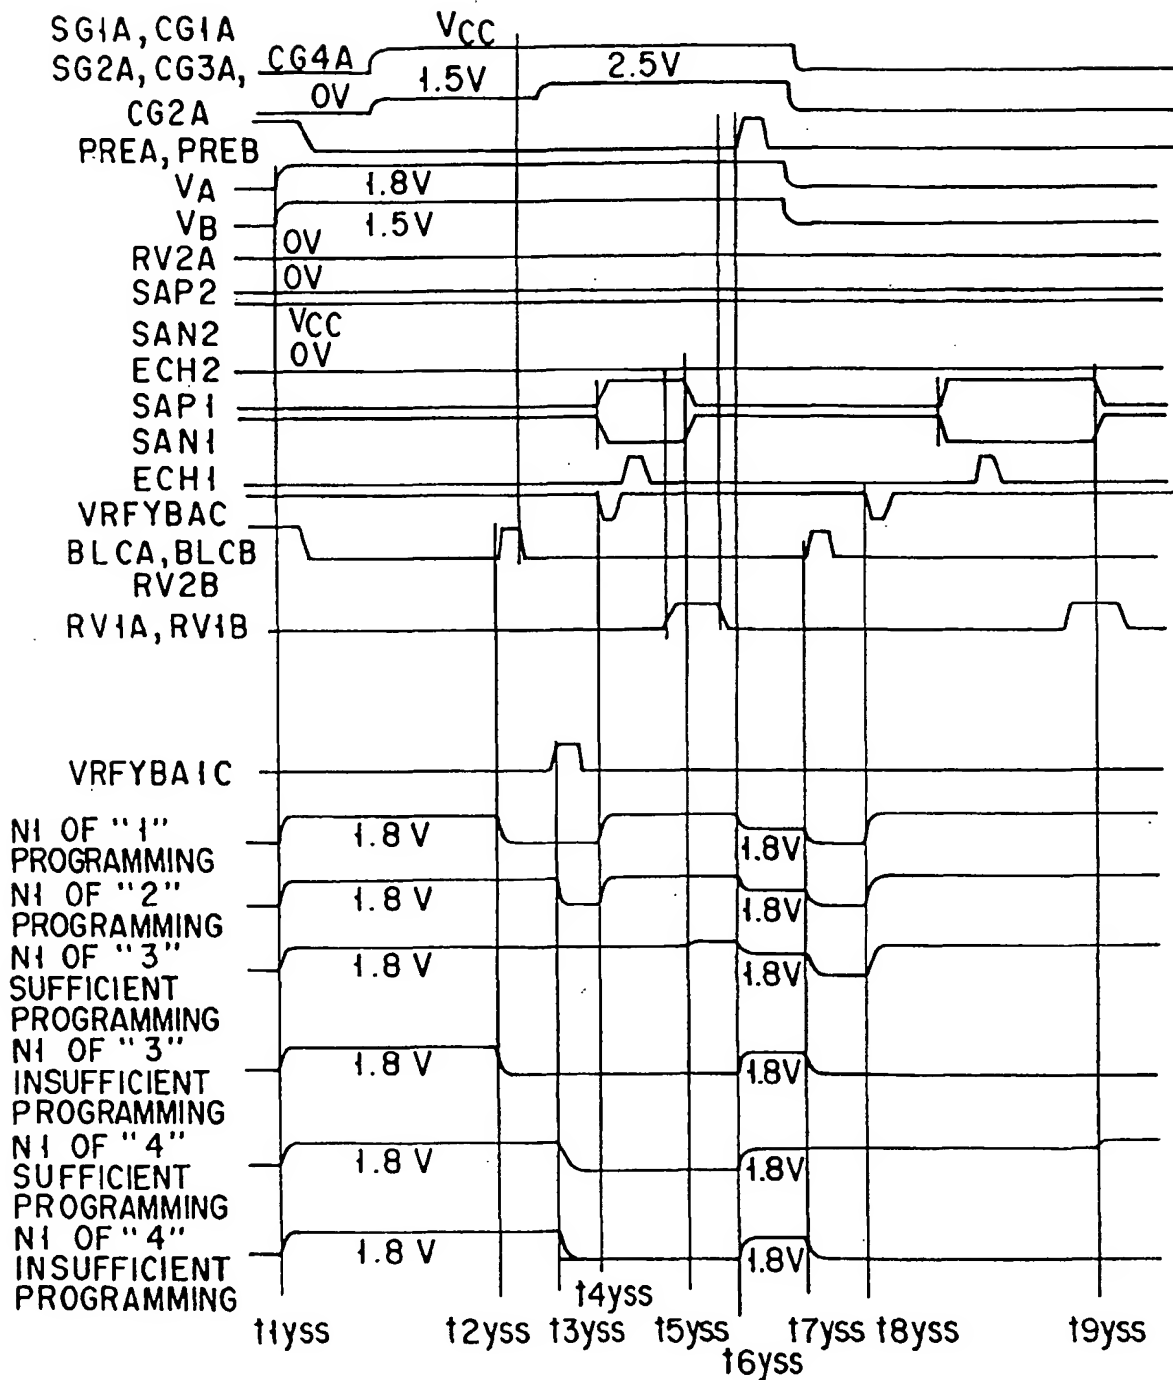 SG1A, CG1A
VCC
SG2A, CG3A, CG4A
1.5V
2.5V
CG2A
0V
PREA, PREB
VA
1.8V
VB
1.5V
0V
RV2A
0V
SAP2
VCC
SAN2
0V
ECH2
SAP1
SAN1
ECH1
VRFYBAC
BLCA, BLCB
RV2B
RV1A, RV1B
VRFYBA1C
N1 OF "1"
PROGRAMMING
1.8 V
1.8V
N1 OF "2"
PROGRAMMING
1.8 V
1.8V
N1 OF "3"
SUFFICIENT
PROGRAMMING
1.8 V
1.8V
N1 OF "3"
INSUFFICIENT
PROGRAMMING
1.8 V
1.8V
N1 OF "4"
SUFFICIENT
PROGRAMMING
1.8 V
1.8V
N1 OF "4"
INSUFFICIENT
PROGRAMMING
1.8 V
1.8V
t4yss
t1yss t2yss t3yss t5yss t7yss t8yss t9yss
t6yss